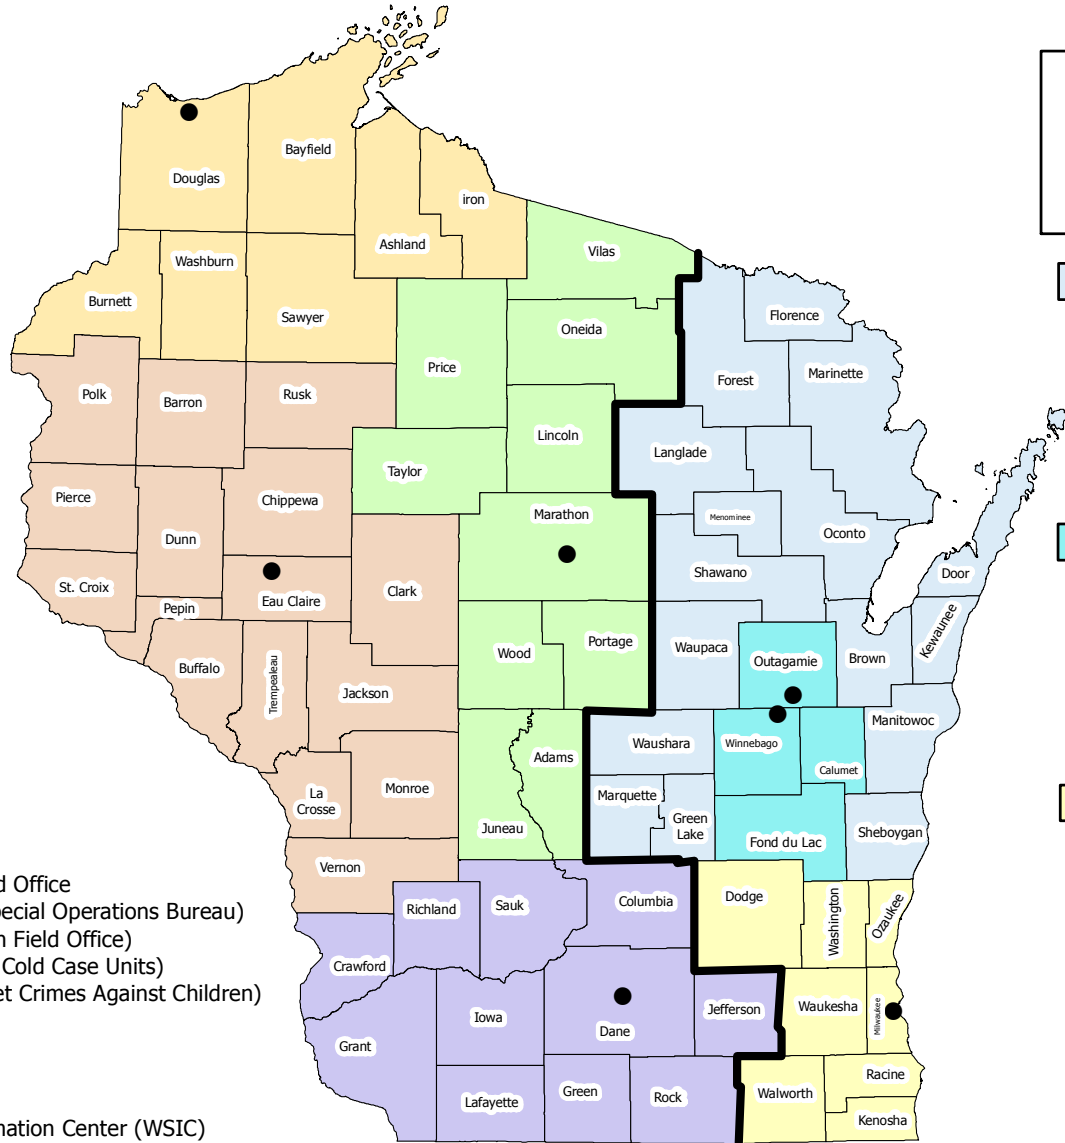 Bayfield
Douglas
iron
Ashland
Vilas
Washburn
Burnett
Sawyer
Florence
Oneida
Price
Forest
Marinette
Polk
Barron
Rusk
Lincoln
Langlade
Taylor
Pierce
Chippewa
Marathon
Menominee
Dunn
Oconto
Shawano
Door
St. Croix
Eau Claire
Clark
Pepin
Kewaunee
Wood
Portage
Waupaca
Outagamie
Brown
Buffalo
Trempealeau
Jackson
Manitowoc
Waushara
Winnebago
Adams
Calumet
La
Crosse
Monroe
Marquette
Green
Lake
Juneau
Fond du Lac
Sheboygan
Vernon
d Office
pecial Operations Bureau)
n Field Office)
Cold Case Units)
et Crimes Against Children)
Richland
Sauk
Columbia
Dodge
Washington
Ozaukee
Crawford
Iowa
Dane
Jefferson
Waukesha
Milwaukee
Grant
Lafayette
Green
Rock
Walworth
Racine
Kenosha
mation Center (WSIC)